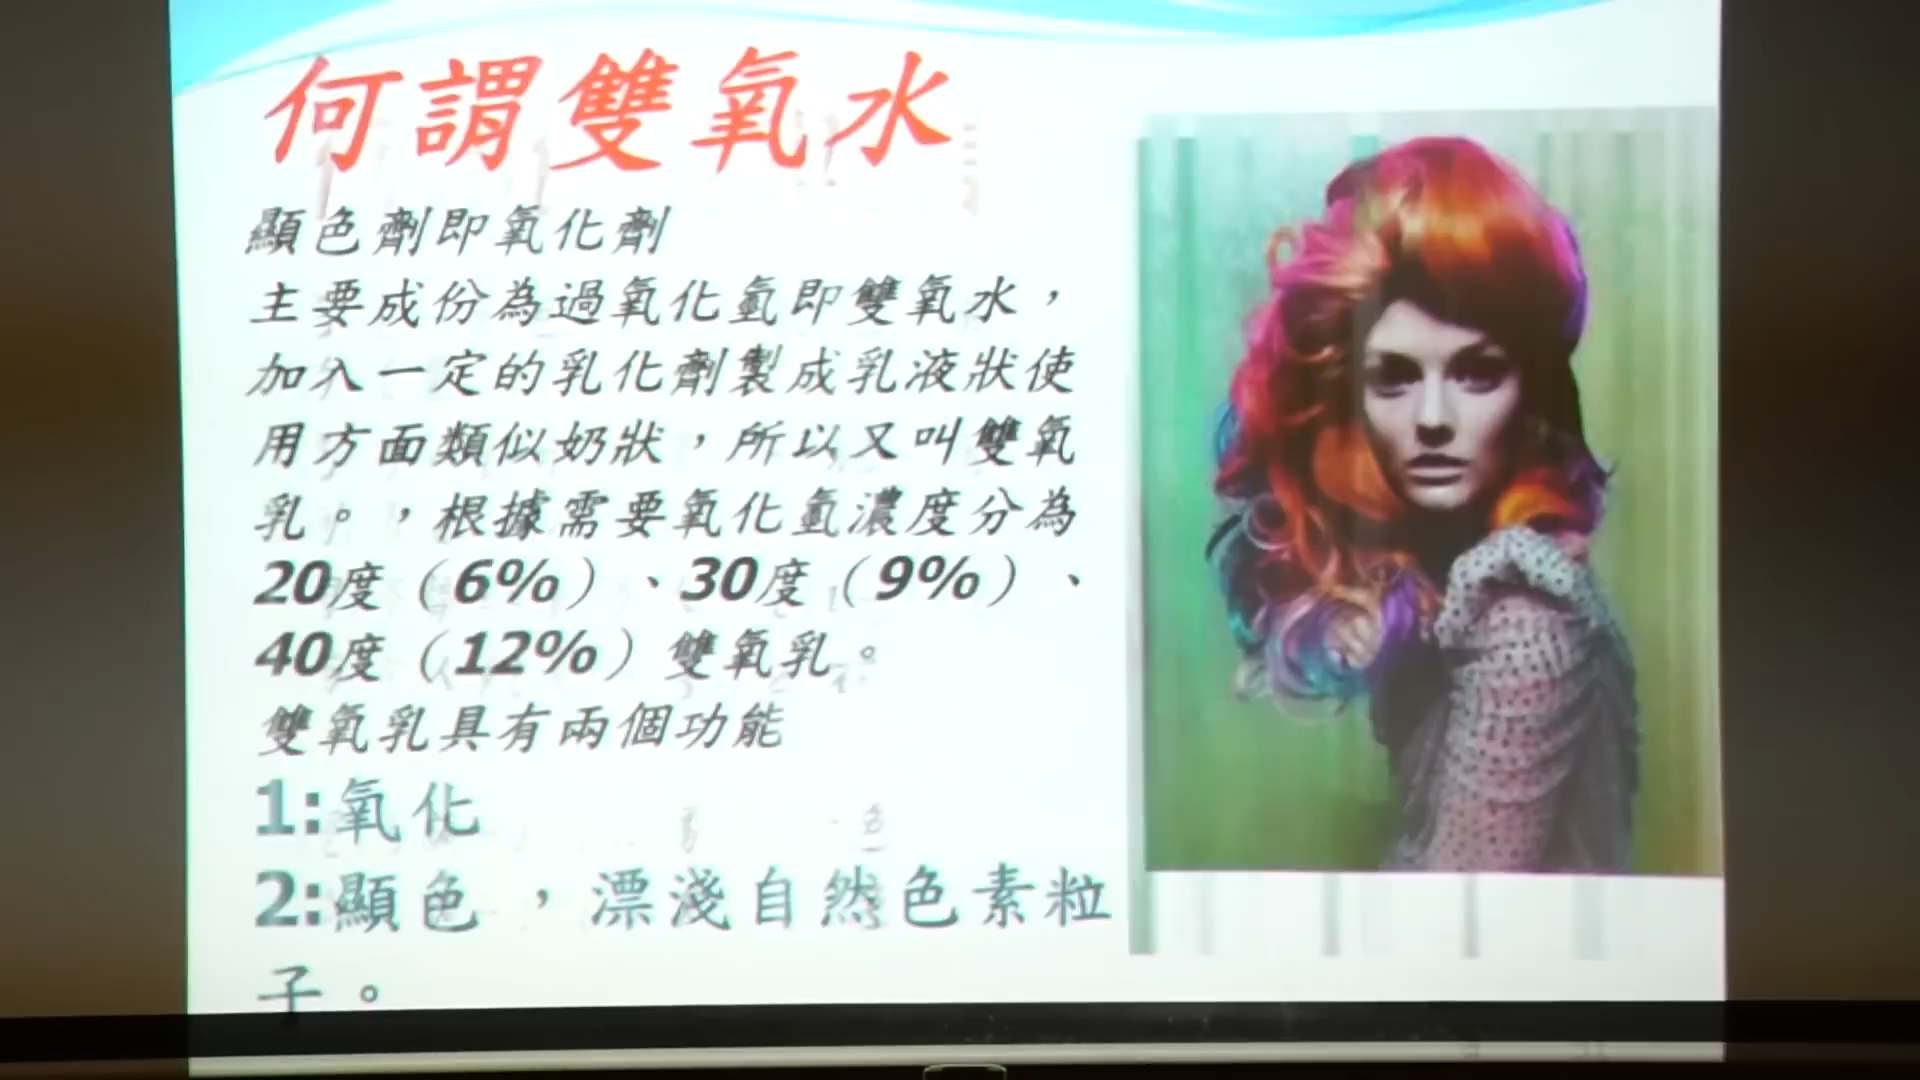 何謂雙氧水
顯色劑即氧化劑
主要成份為過氧化氫即雙氧水，
加入一定的乳化劑製成乳液狀使
用方面類似奶狀，所以又叫雙氧
乳。，根據需要氧化氫濃度分為
20度（6%）、30度（9%）、
40度（12%）雙氧乳。
雙氧乳具有兩個功能
1:氧化
2:顯色，漂淺自然色素粒
子。